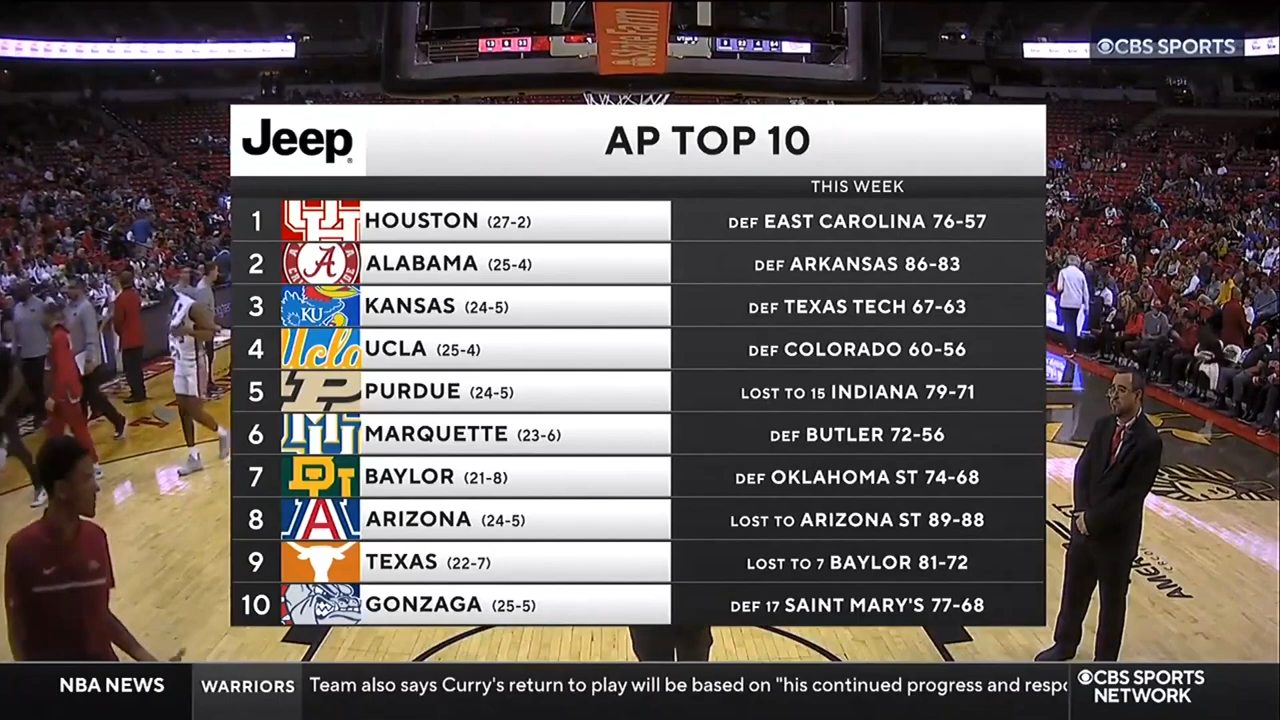 CBS SPORTS
StateFarm
Jeep
AP TOP 10
THIS WEEK
1 HOUSTON (27-2) DEF EAST CAROLINA 76-57
2 ALABAMA (25-4) DEF ARKANSAS 86-83
3 KU KANSAS (24-5) DEF TEXAS TECH 67-63
4 Ucla UCLA (25-4) DEF COLORADO 60-56
5 P PURDUE (24-5) LOST TO 15 INDIANA 79-71
6 MU MARQUETTE (23-6) DEF BUTLER 72-56
7 BU BAYLOR (21-8) DEF OKLAHOMA ST 74-68
8 A ARIZONA (24-5) LOST TO ARIZONA ST 89-88
9 TEXAS (22-7) LOST TO 7 BAYLOR 81-72
10 GONZAGA (25-5) DEF 17 SAINT MARY'S 77-68
NBA NEWS WARRIORS Team also says Curry's return to play will be based on "his continued progress and resp
CBS SPORTS
NETWORK